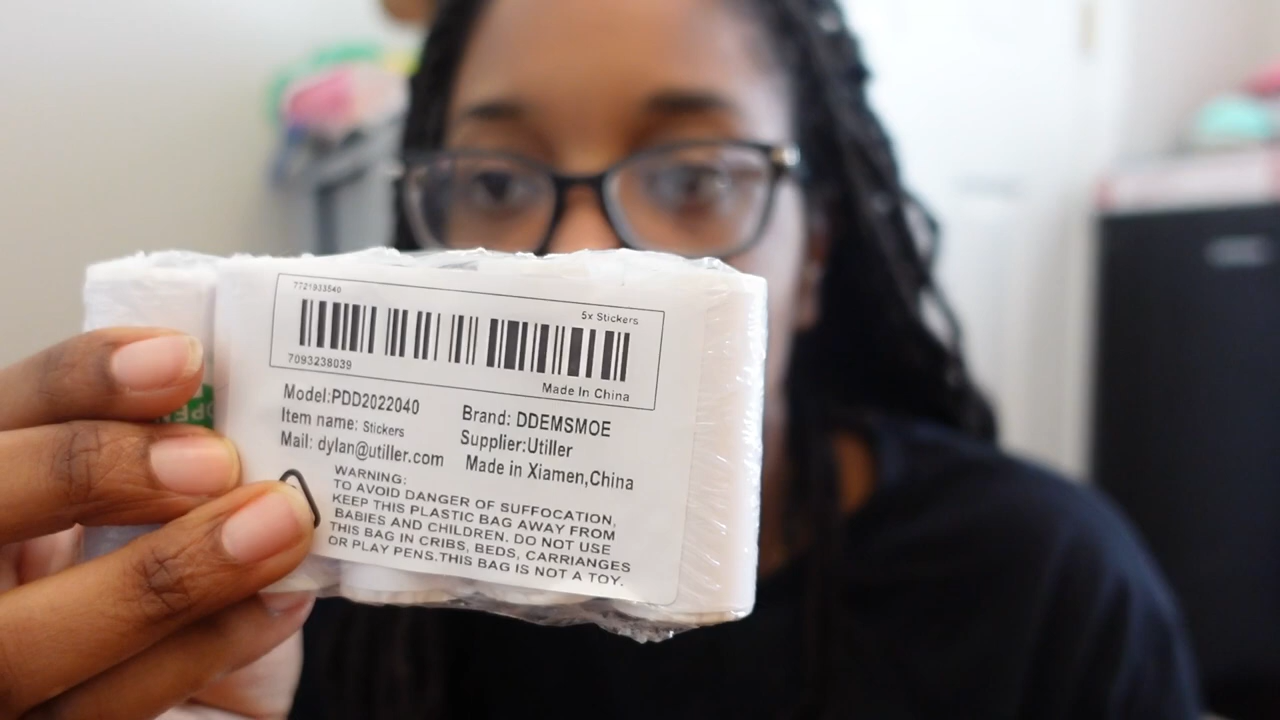 7721933540
5x Stickers
7093238039
Made In China
Model:PDD2022040
Brand: DDEMSMOE
Item name: Stickers
Supplier:Utiller
Mail: dylan@utiller.com
Made in Xiamen,China
WARNING:
TO AVOID DANGER OF SUFFOCATION,
KEEP THIS PLASTIC BAG AWAY FROM
BABIES AND CHILDREN. DO NOT USE
THIS BAG IN CRIBS, BEDS, CARRIANGES
OR PLAY PENS.THIS BAG IS NOT A TOY.